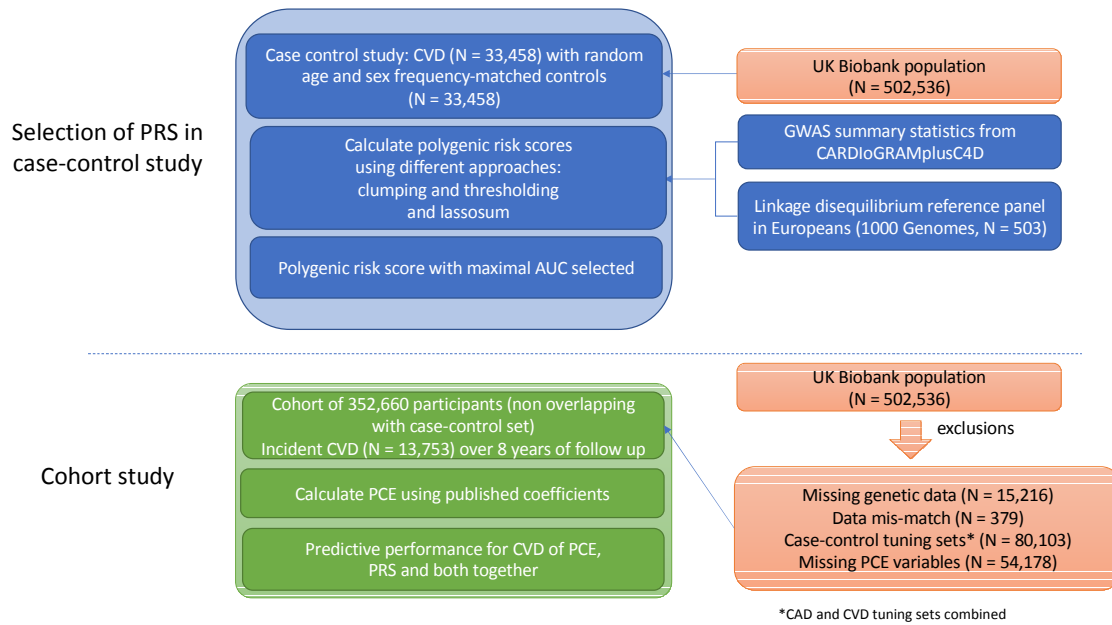 Selection of PRS in
case-control study
Case control study: CVD (N = 33,458) with random
age and sex frequency-matched controls
(N = 33,458)
Calculate polygenic risk scores
using different approaches:
clumping and thresholding
and lassosum
Polygenic risk score with maximal AUC selected
UK Biobank population
(N = 502,536)
GWAS summary statistics from
CARDIoGRAMplusC4D
Linkage disequilibrium reference panel
in Europeans (1000 Genomes, N = 503)
Cohort study
Cohort of 352,660 participants (non overlapping
with case-control set)
Incident CVD (N = 13,753) over 8 years of follow up
Calculate PCE using published coefficients
Predictive performance for CVD of PCE,
PRS and both together
UK Biobank population
(N = 502,536)
exclusions
Missing genetic data (N = 15,216)
Data mis-match (N = 379)
Case-control tuning sets* (N = 80,103)
Missing PCE variables (N = 54,178)
*CAD and CVD tuning sets combined